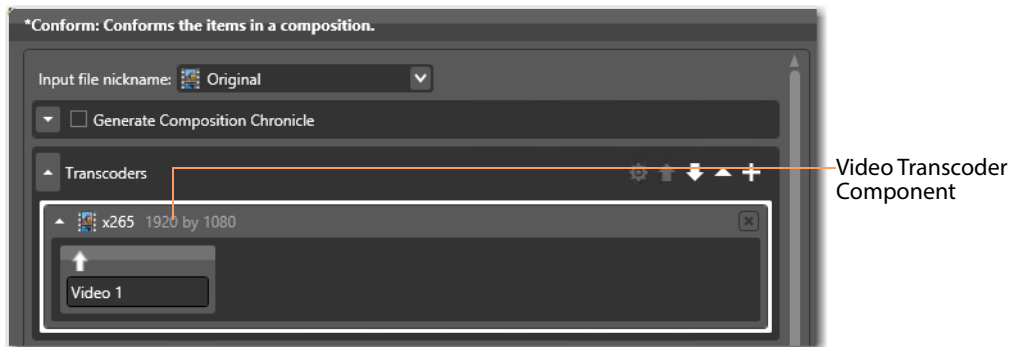 *Conform: Conforms the items in a composition.
Input file nickname: Original
Generate Composition Chronicle
Transcoders
Video Transcoder
Component
x265 1920 by 1080
Video 1